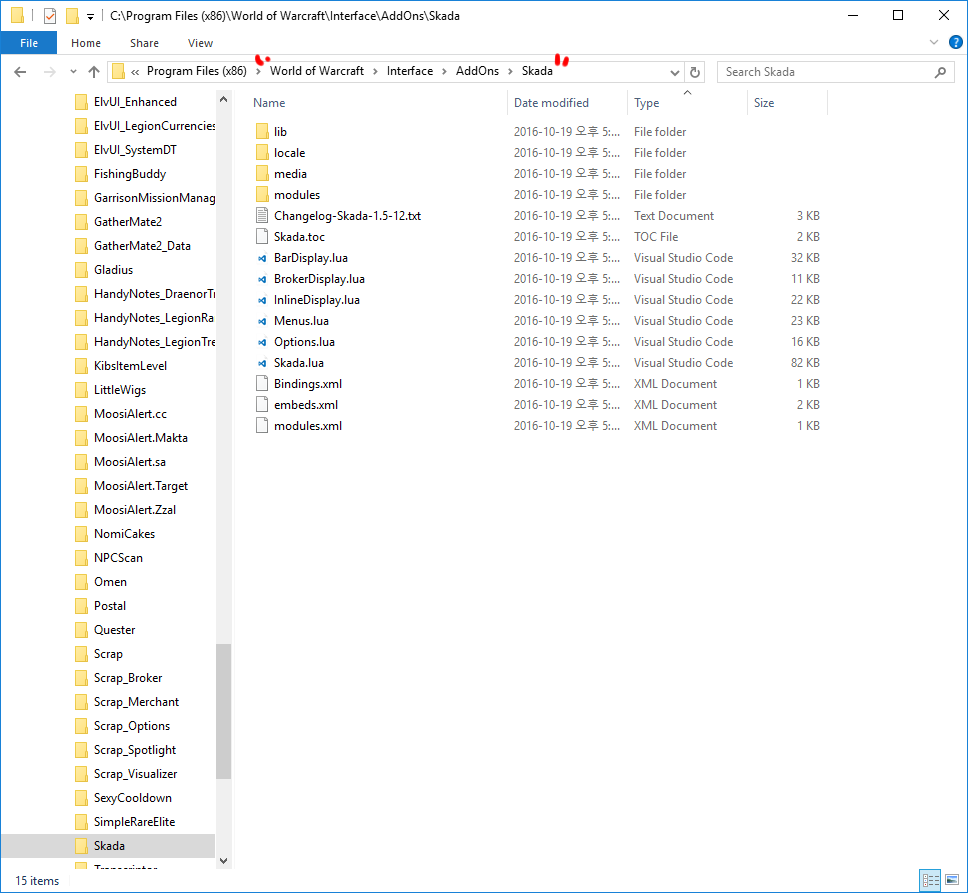 C:\Program Files (x86)\World of Warcraft\Interface\AddOns\Skada
File Home Share View
« Program Files (x86) › World of Warcraft › Interface › AddOns › Skada
Search Skada
ElvUI_Enhanced
ElvUI_LegionCurrencies
ElvUI_SystemDT
FishingBuddy
GarrisonMissionManag
GatherMate2
GatherMate2_Data
Gladius
HandyNotes_DraenorTr
HandyNotes_LegionRa
HandyNotes_LegionTre
KibsItemLevel
LittleWigs
MoosiAlert.cc
MoosiAlert.Makta
MoosiAlert.sa
MoosiAlert.Target
MoosiAlert.Zzal
NomiCakes
NPCScan
Omen
Postal
Quester
Scrap
Scrap_Broker
Scrap_Merchant
Scrap_Options
Scrap_Spotlight
Scrap_Visualizer
SexyCooldown
SimpleRareElite
Skada
Name Date modified Type Size
lib 2016-10-19 오후 5:... File folder
locale 2016-10-19 오후 5:... File folder
media 2016-10-19 오후 5:... File folder
modules 2016-10-19 오후 5:... File folder
Changelog-Skada-1.5-12.txt 2016-10-19 오후 5:... Text Document 3 KB
Skada.toc 2016-10-19 오후 5:... TOC File 2 KB
BarDisplay.lua 2016-10-19 오후 5:... Visual Studio Code 32 KB
BrokerDisplay.lua 2016-10-19 오후 5:... Visual Studio Code 11 KB
InlineDisplay.lua 2016-10-19 오후 5:... Visual Studio Code 22 KB
Menus.lua 2016-10-19 오후 5:... Visual Studio Code 23 KB
Options.lua 2016-10-19 오후 5:... Visual Studio Code 16 KB
Skada.lua 2016-10-19 오후 5:... Visual Studio Code 82 KB
Bindings.xml 2016-10-19 오후 5:... XML Document 1 KB
embeds.xml 2016-10-19 오후 5:... XML Document 2 KB
modules.xml 2016-10-19 오후 5:... XML Document 1 KB
15 items